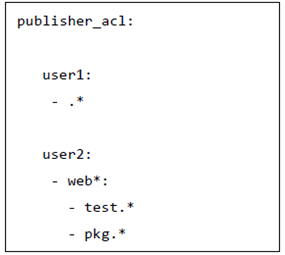 publisher_acl:
user1:
- .*
user2:
- web*:
- test.*
- pkg.*